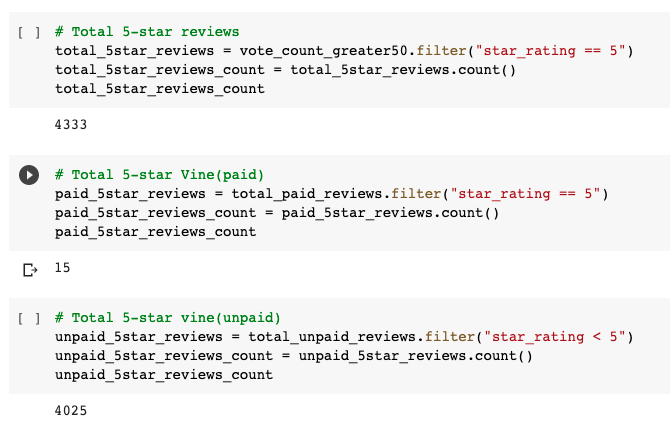 [ ] # Total 5-star reviews
total_5star_reviews = vote_count_greater50.filter("star_rating == 5")
total_5star_reviews_count = total_5star_reviews.count()
total_5star_reviews_count
4333
# Total 5-star Vine(paid)
paid_5star_reviews = total_paid_reviews.filter("star_rating == 5")
paid_5star_reviews_count = paid_5star_reviews.count()
paid_5star_reviews_count
15
[ ] # Total 5-star vine(unpaid)
unpaid_5star_reviews = total_unpaid_reviews.filter("star_rating < 5")
unpaid_5star_reviews_count = unpaid_5star_reviews.count()
unpaid_5star_reviews_count
4025